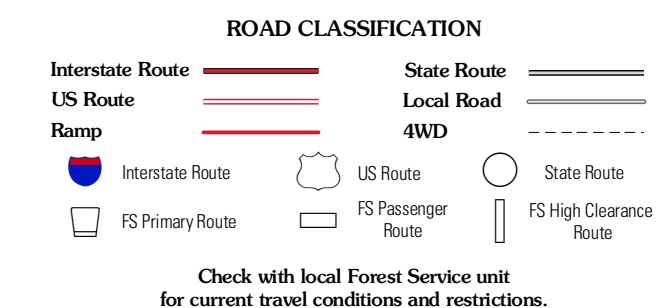 ROAD CLASSIFICATION
Interstate Route
State Route
US Route
Local Road
Ramp
4WD
Interstate Route
US Route
State Route
FS Primary Route
FS Passenger
Route
FS High Clearance
Route
Check with local Forest Service unit
for current travel conditions and restrictions.